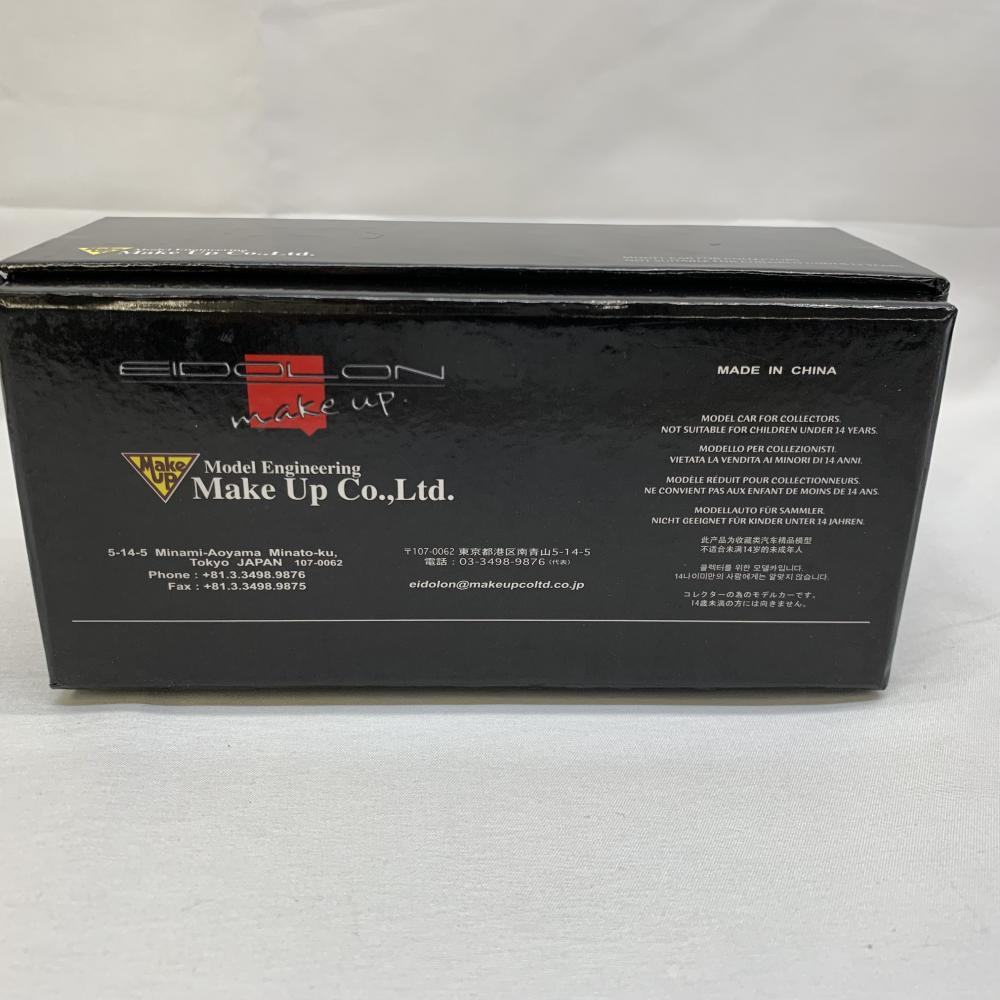 Model Engineering
Make Up Co.,Ltd.
EIDOLON
make up.
Make Up
Model Engineering
Make Up Co.,Ltd.
5-14-5 Minami-Aoyama Minato-ku,
Tokyo JAPAN 107-0062
Phone : +81.3.3498.9876
Fax : +81.3.3498.9875
〒107-0062 東京都港区南青山5-14-5
電話 : 03-3498-9876 (代表)
eidolon@makeupcoltd.co.jp
MADE IN CHINA
MODEL CAR FOR COLLECTORS.
NOT SUITABLE FOR CHILDREN UNDER 14 YEARS.
MODELLO PER COLLEZIONISTI.
VIETATA LA VENDITA AI MINORI DI 14 ANNI.
MODÈLE RÉDUIT POUR COLLECTIONNEURS.
NE CONVIENT PAS AUX ENFANT DE MOINS DE 14 ANS.
MODELLAUTO FÜR SAMMLER.
NICHT GEEIGNET FÜR KINDER UNTER 14 JAHREN.
此产品为收藏类汽车精品模型
不适合未满14岁的未成年人
콜렉터를 위한 모델카입니다.
14나이미만의 사람에게는 알맞지 않습니다.
コレクターの為のモデルカーです。
14歳未満の方には向きません。